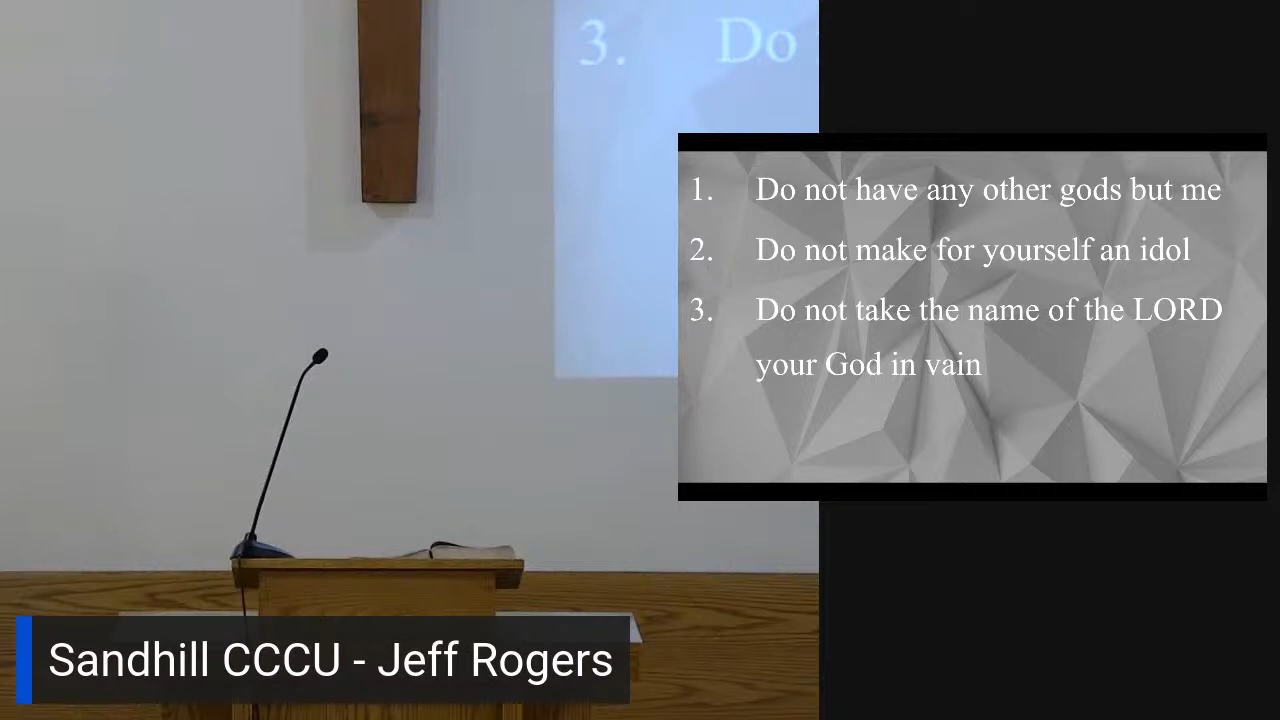 3. Do
1. Do not have any other gods but me
2. Do not make for yourself an idol
3. Do not take the name of the LORD
your God in vain
Sandhill CCCU - Jeff Rogers